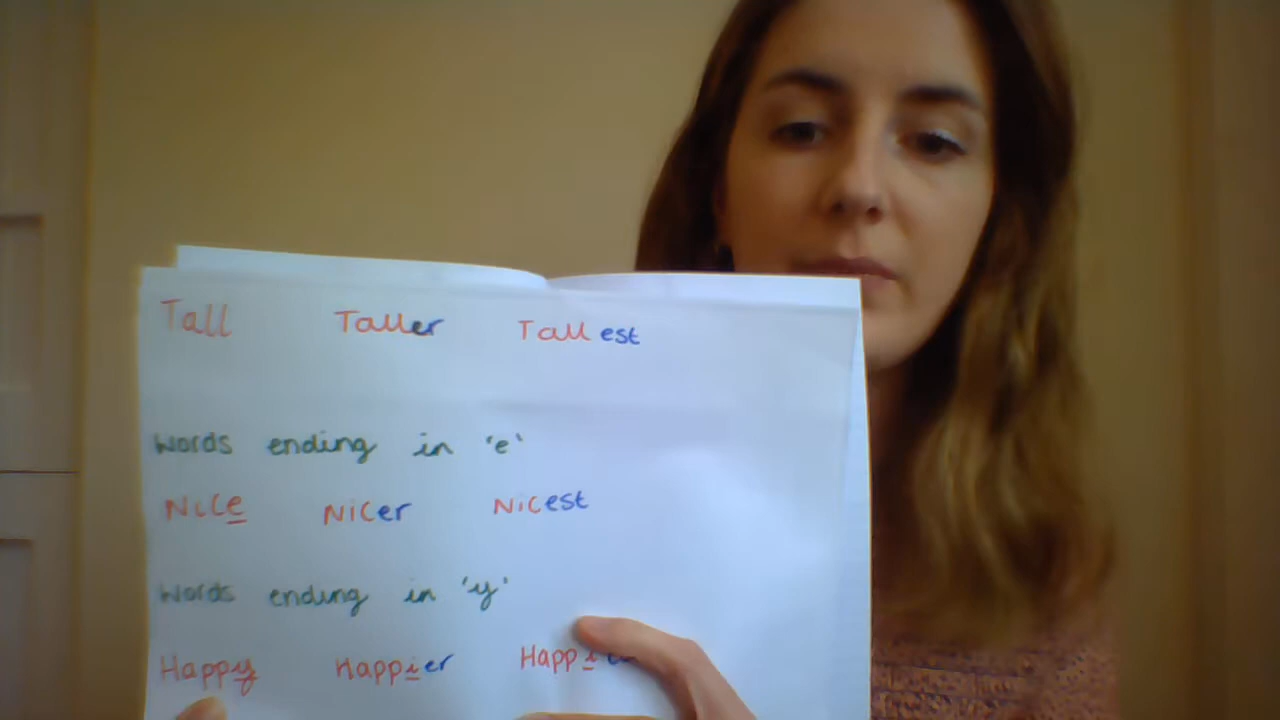 Tall Taller Tallest
Words ending in 'e'
Nice Nicer Nicest
Words ending in 'y'
Happy Happier